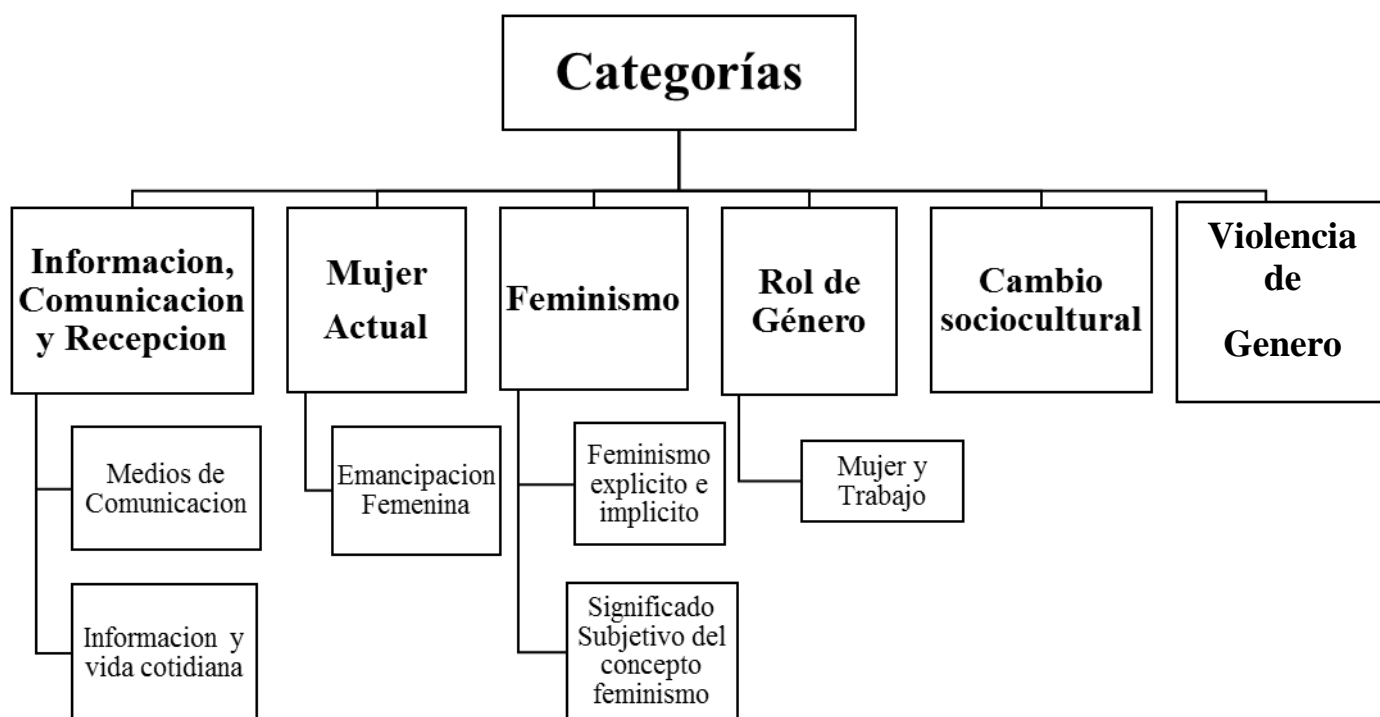 Categorías
Informacion,
Comunicacion
y Recepcion
Mujer
Actual
Feminismo
Rol de
Género
Cambio
sociocultural
Violencia
de
Genero
Medios de
Comunicacion
Emancipacion
Femenina
Feminismo
explicito e
implicito
Mujer y
Trabajo
Informacion y
vida cotidiana
Significado
Subjetivo del
concepto
feminismo